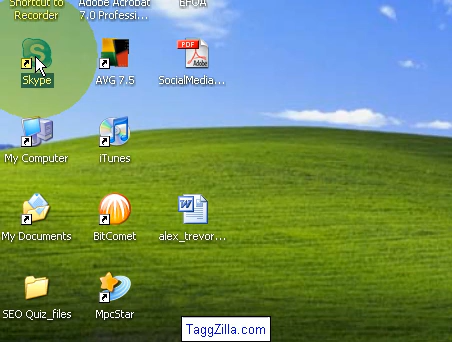 Shortcut to
Recorder
Adobe Acrobat
7.0 Professi...
EFOA
Skype
AVG 7.5
PDF
SocialMedia...
My Computer
iTunes
My Documents
BitComet
alex_trevor...
SEO Quiz_files
MpcStar
TaggZilla.com